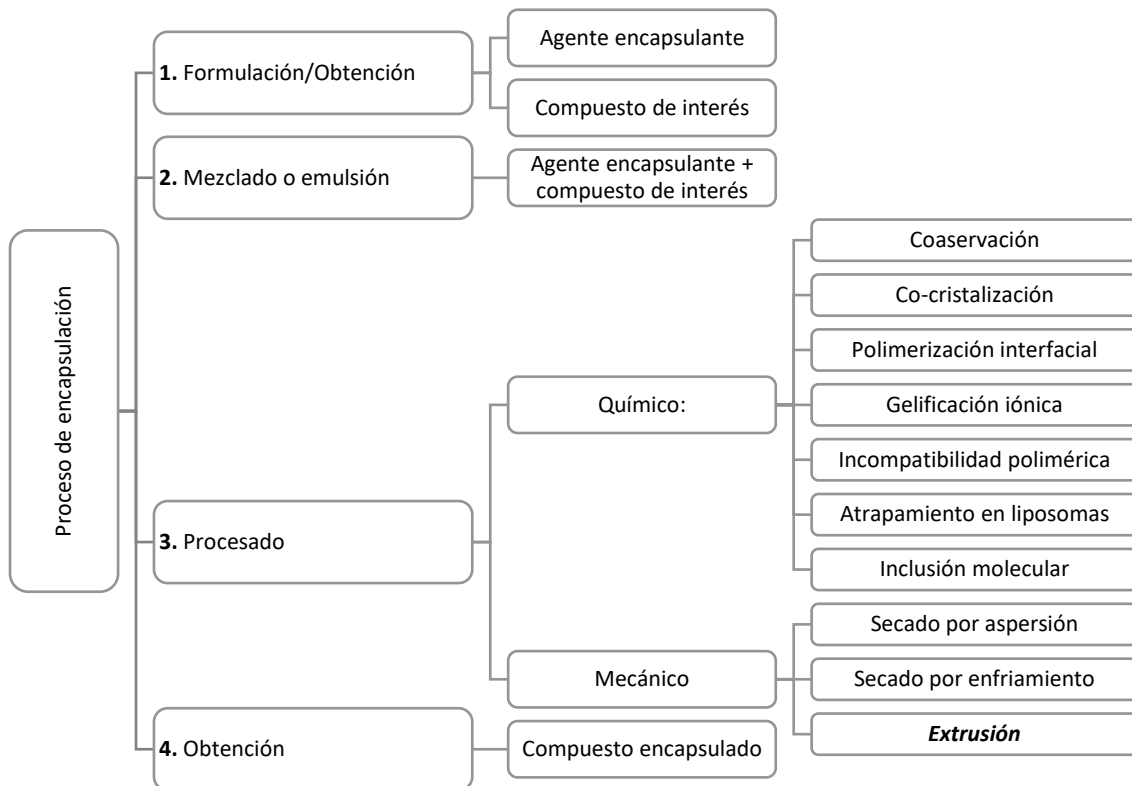 Proceso de encapsulación
1. Formulación/Obtención
Agente encapsulante
Compuesto de interés
2. Mezclado o emulsión
Agente encapsulante +
compuesto de interés
3. Procesado
Químico:
Coaservación
Co-cristalización
Polimerización interfacial
Gelificación iónica
Incompatibilidad polimérica
Atrapamiento en liposomas
Inclusión molecular
Mecánico
Secado por aspersión
Secado por enfriamiento
Extrusión
4. Obtención
Compuesto encapsulado